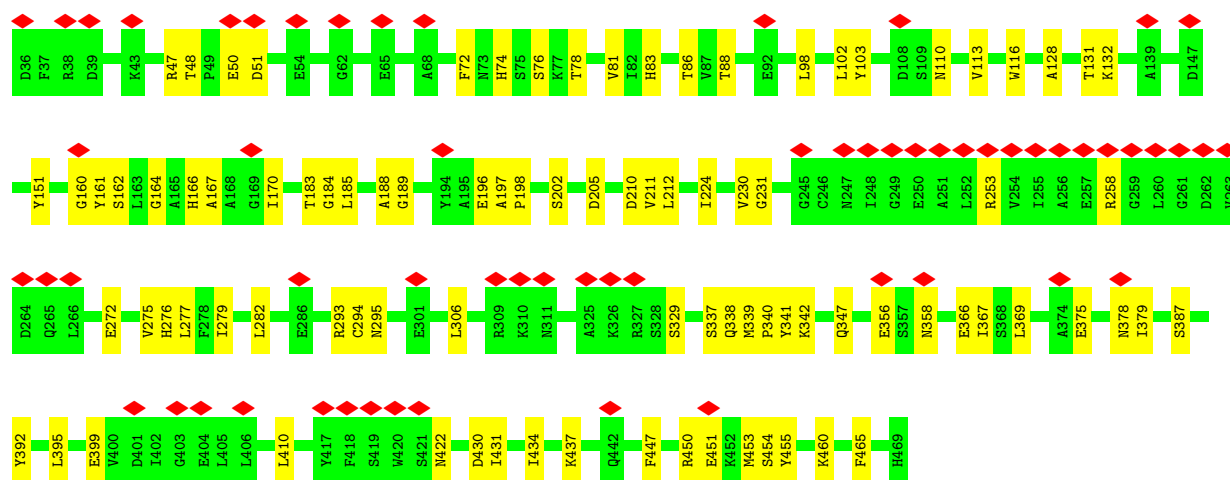 D36 F37 R38 D39 K43 R47 T48 P49 E50 D51 E54 G62 E65 A68 F72 N73 H74 S75 S76 K77 T78 V81 I82 H83 T86 V87 T88 E92 L98 L102 Y103 D108 S109 N110 V113 W116 A128 T131 K132 A139 D147
Y151 G160 Y161 S162 L163 G164 A165 H166 A167 A168 G169 I170 T183 G184 L185 A188 G189 Y194 A195 E196 A197 P198 S202 D205 D210 V211 L212 I224 V230 G231 G245 C246 N247 I248 G249 E250 A251 L252 R253 V254 I255 A256 E257 R258 G259 L260 G261 D262
D264 Q265 L266 E272 V275 H276 L277 F278 I279 L282 E286 R293 C294 N295 E301 L306 R309 K310 N311 A325 K326 R327 S328 S329 S337 Q338 M339 P340 Y341 K342 Q347 E356 S357 N358 E366 I367 S368 L369 A374 E375 N378 I379 S387
Y392 L395 E399 V400 D401 I402 G403 E404 L405 L406 L410 Y417 F418 S419 W420 S421 N422 D430 I431 I434 K437 Q442 F447 R450 E451 K452 M453 S454 Y455 K460 F465 H469